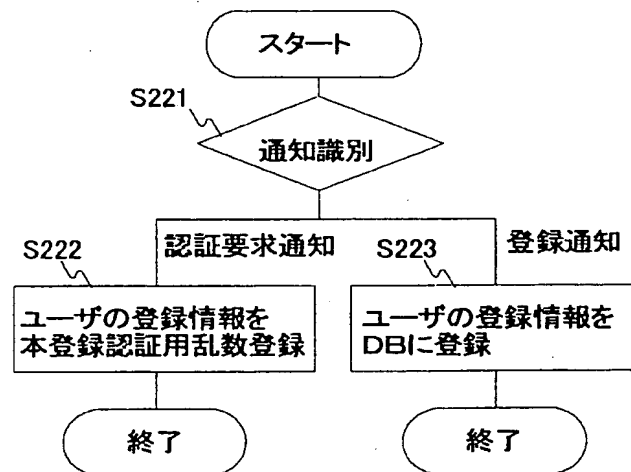 スタート
S221
通知識別
S222
認証要求通知
S223
登録通知
ユーザの登録情報を
本登録認証用乱数登録
ユーザの登録情報を
DBに登録
終了
終了